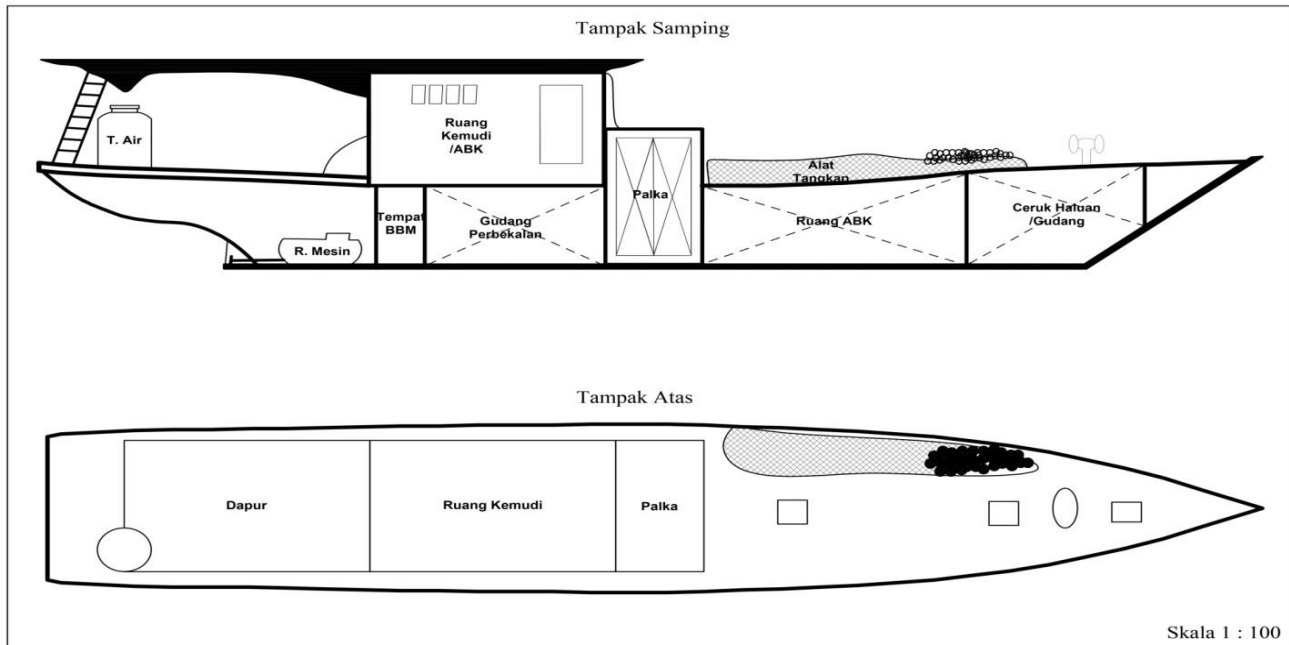 Tampak Samping
T. Air
Ruang
Kemudi
/ABK
Palka
Alat
Tangkap
Tempat
BBM
Gudang
Perbekalan
R. Mesin
Ruang ABK
Ceruk Haluan
/Gudang
Tampak Atas
Dapur
Ruang Kemudi
Palka
Skala 1 : 100